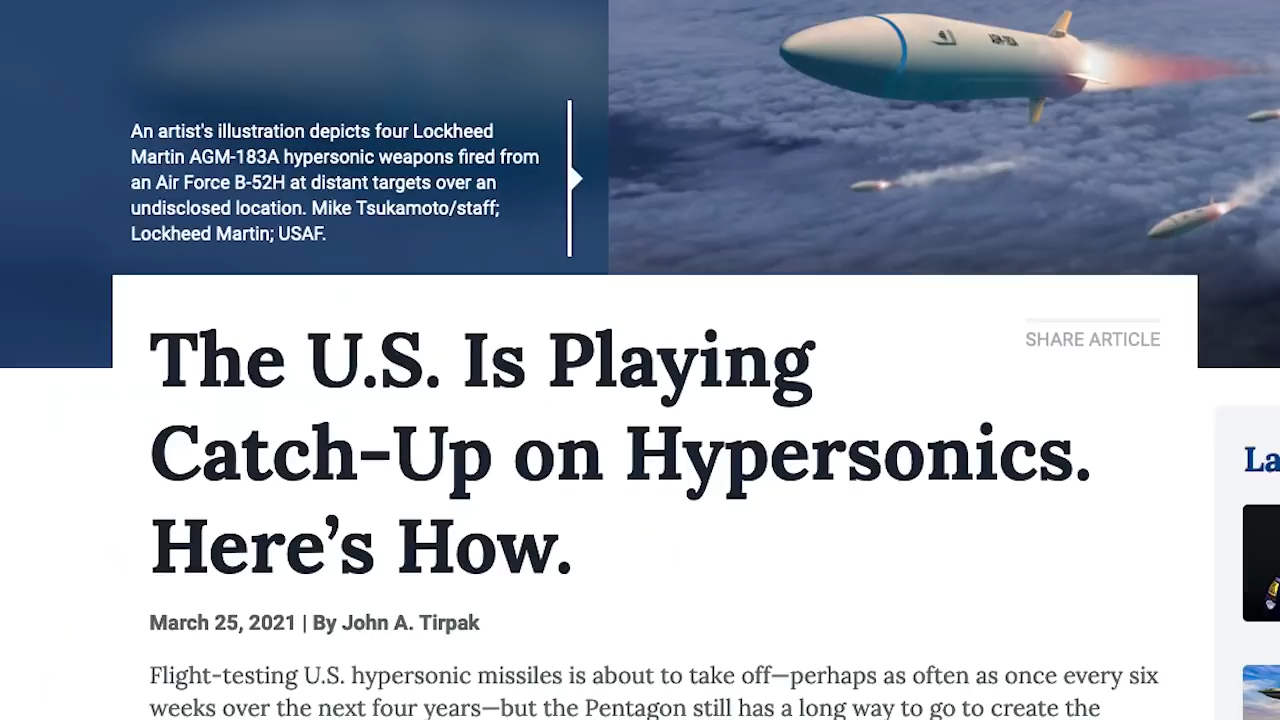 An artist's illustration depicts four Lockheed
Martin AGM-183A hypersonic weapons fired from
an Air Force B-52H at distant targets over an
undisclosed location. Mike Tsukamoto/staff;
Lockheed Martin; USAF.
The U.S. Is Playing
Catch-Up on Hypersonics.
Here’s How.
SHARE ARTICLE
March 25, 2021 | By John A. Tirpak
Flight-testing U.S. hypersonic missiles is about to take off—perhaps as often as once every six
weeks over the next four years—but the Pentagon still has a long way to go to create the